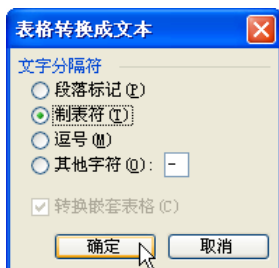 表格转换成文本
文字分隔符
段落标记(P)
制表符(T)
逗号(M)
其他字符(O): -
转换嵌套表格(C)
确定 取消